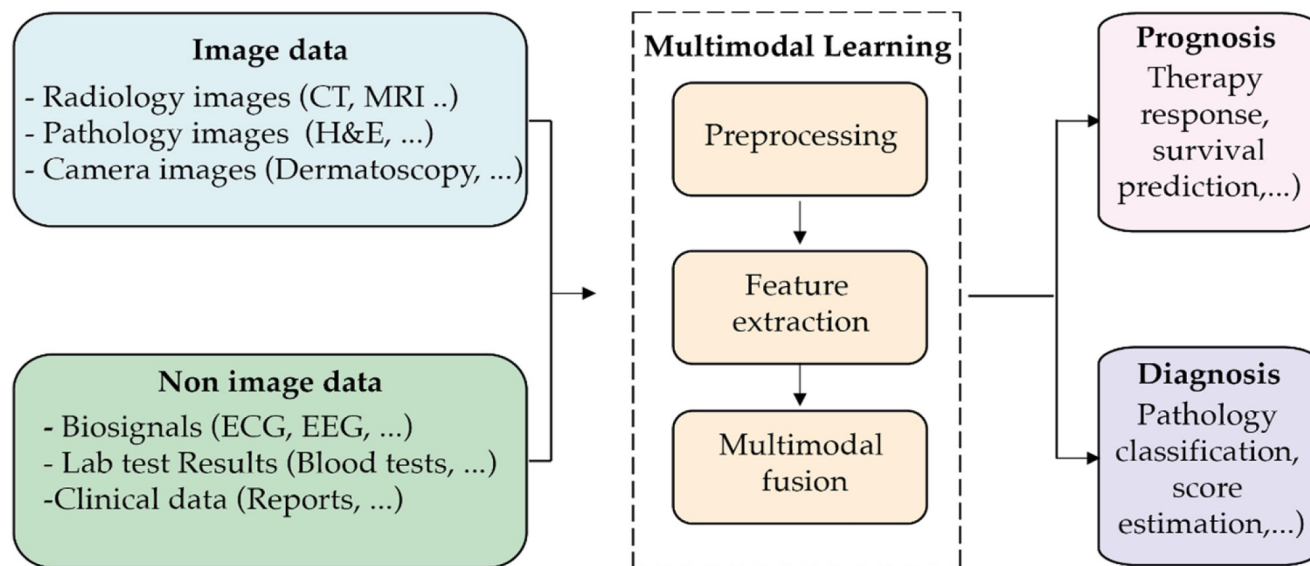 Image data
- Radiology images (CT, MRI ..)
- Pathology images (H&E, ...)
- Camera images (Dermatoscopy, ...)
Non image data
- Biosignals (ECG, EEG, ...)
- Lab test Results (Blood tests, ...)
-Clinical data (Reports, ...)
Multimodal Learning
Preprocessing
Feature
extraction
Multimodal
fusion
Prognosis
Therapy
response,
survival
prediction,...)
Diagnosis
Pathology
classification,
score
estimation,...)